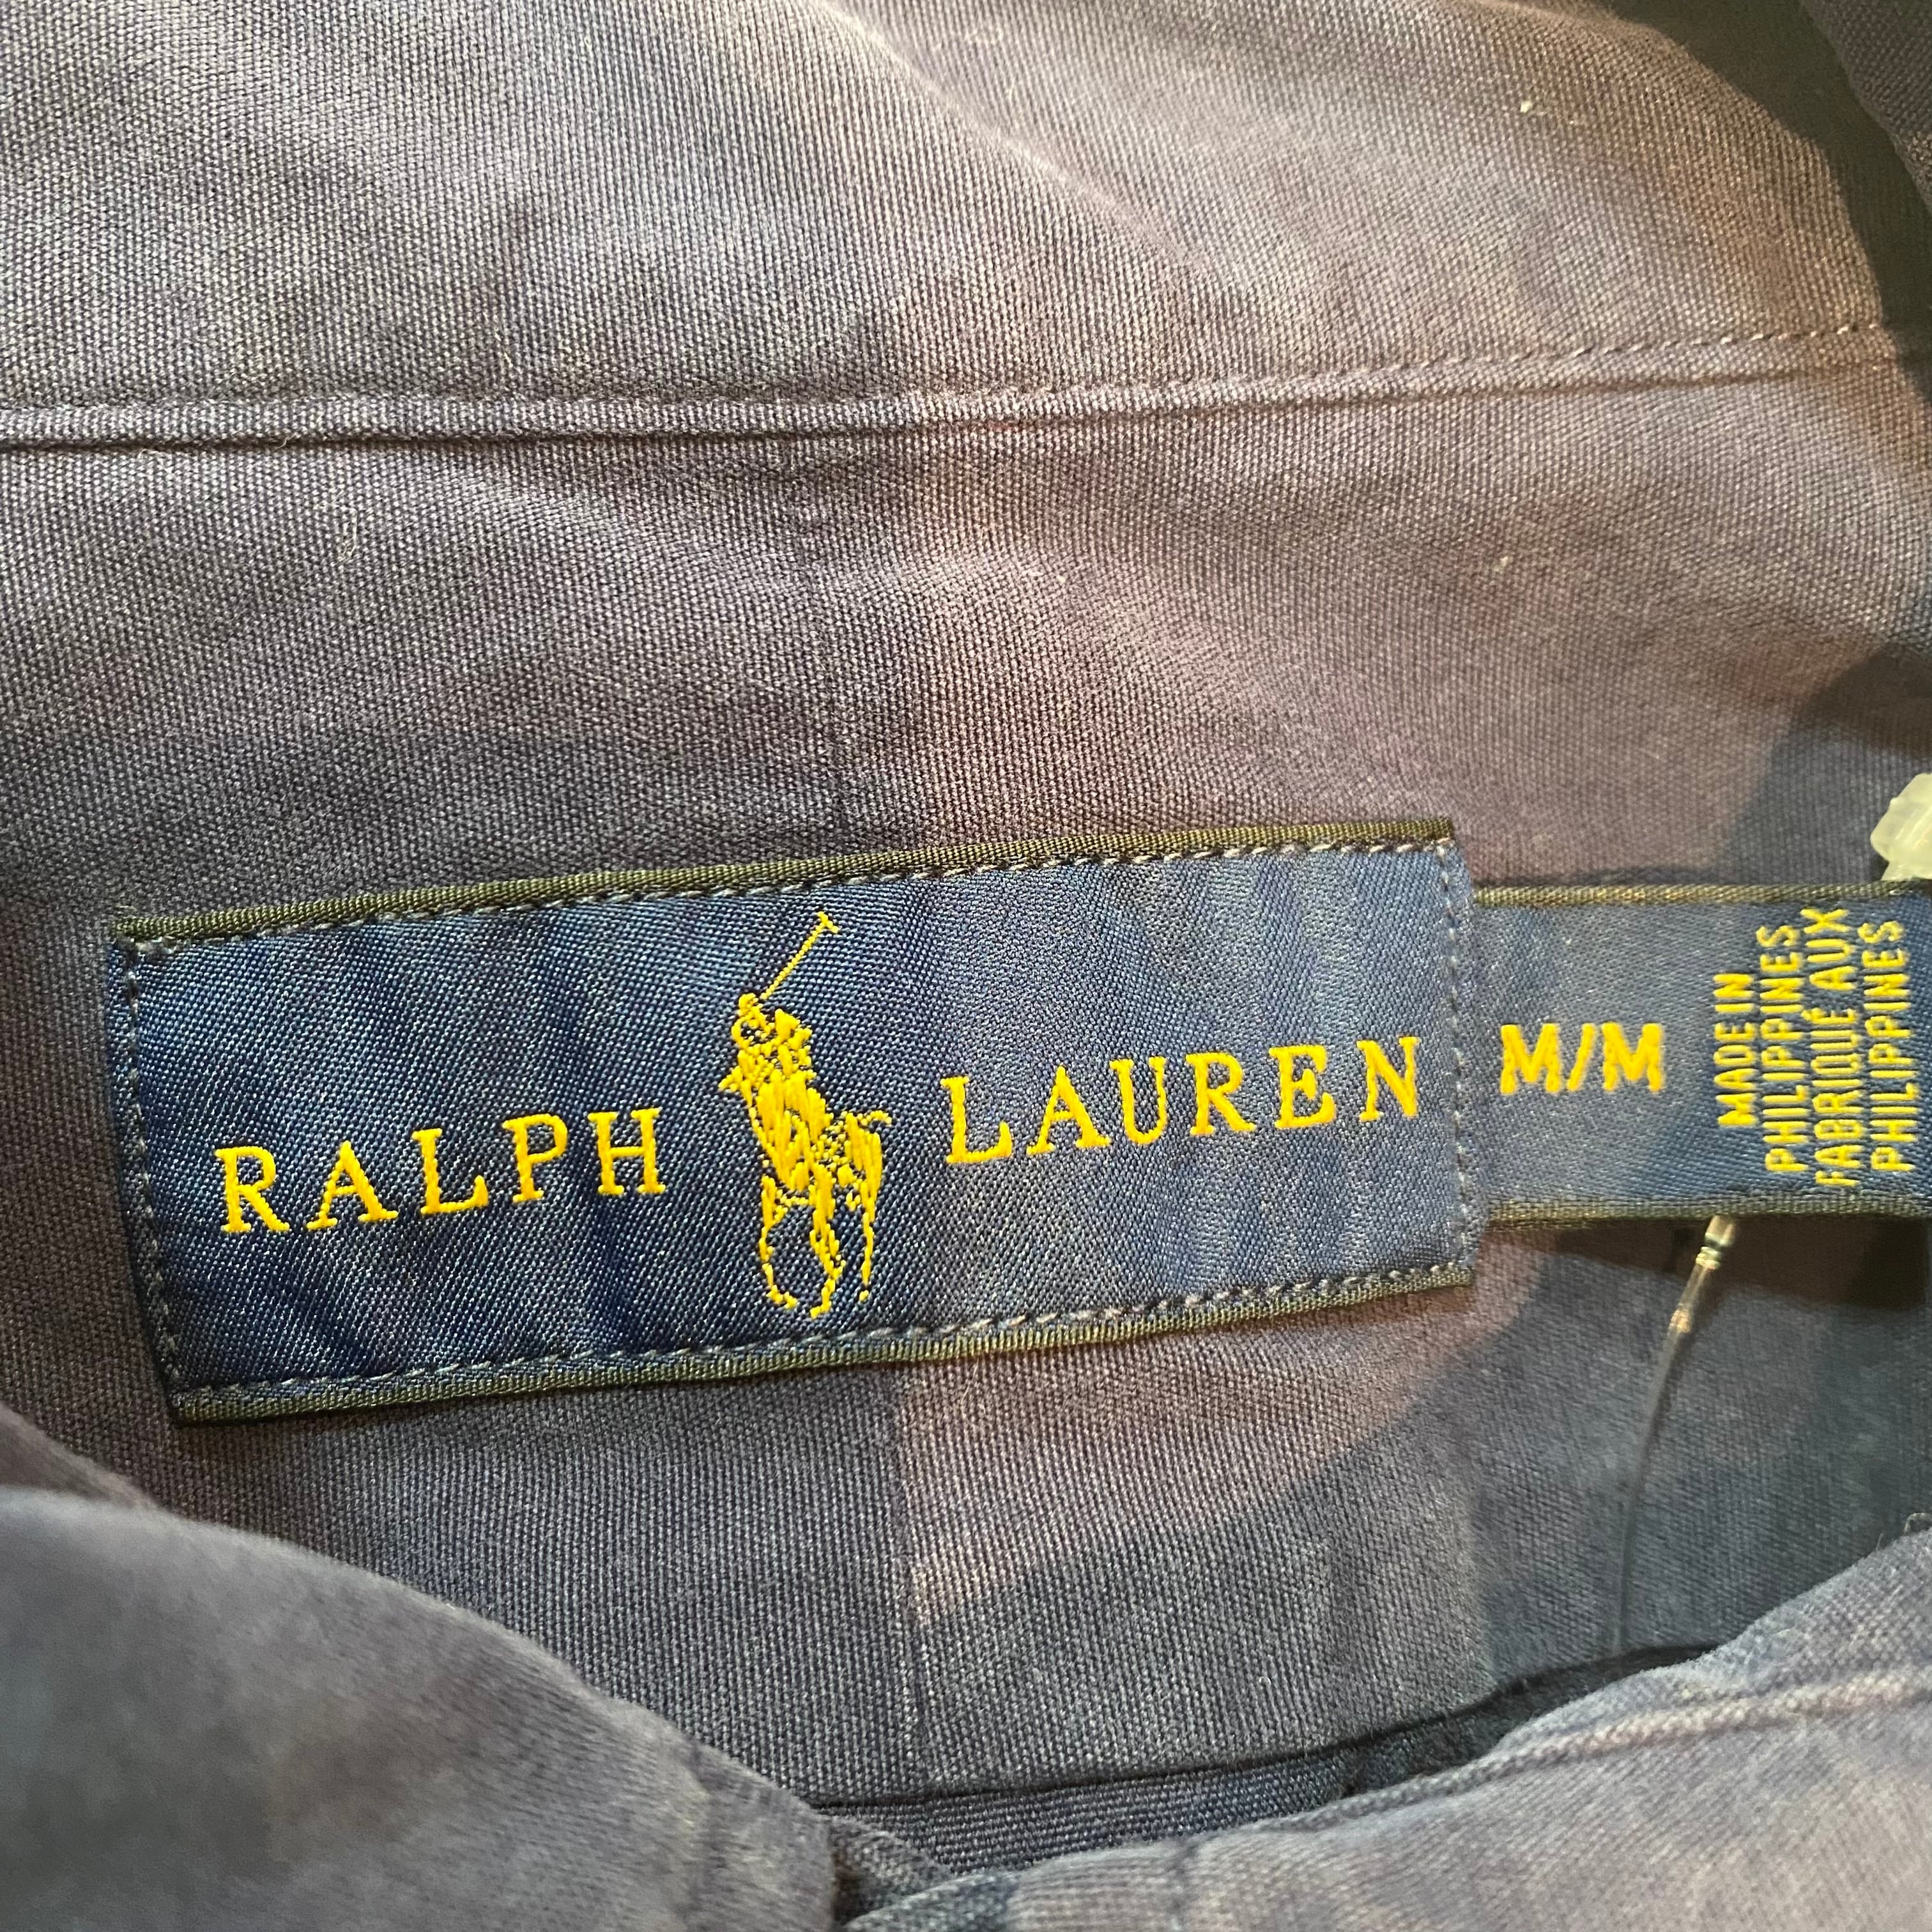 RALPH LAUREN
M/M
MADE IN
PHILIPPINES
FABRIQUÉ AUX
PHILIPPINES